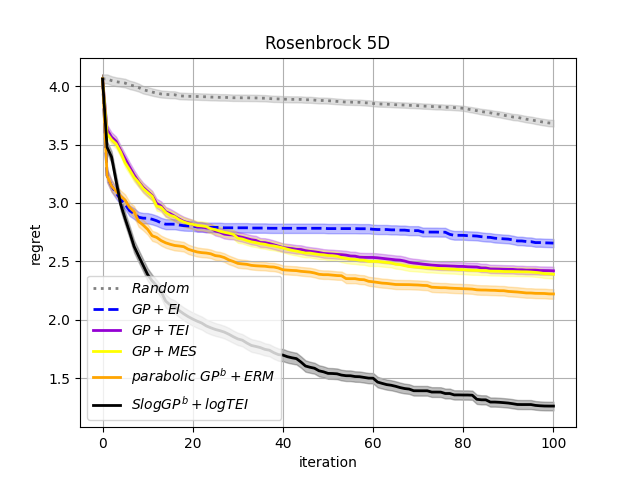 Rosenbrock 5D
4.0
3.5
3.0
2.5
2.0
1.5
regret
Random
GP + EI
GP + TEI
GP + MES
parabolic GP^b + ERM
SlogGP^b + logTEI
0 20 40 60 80 100
iteration